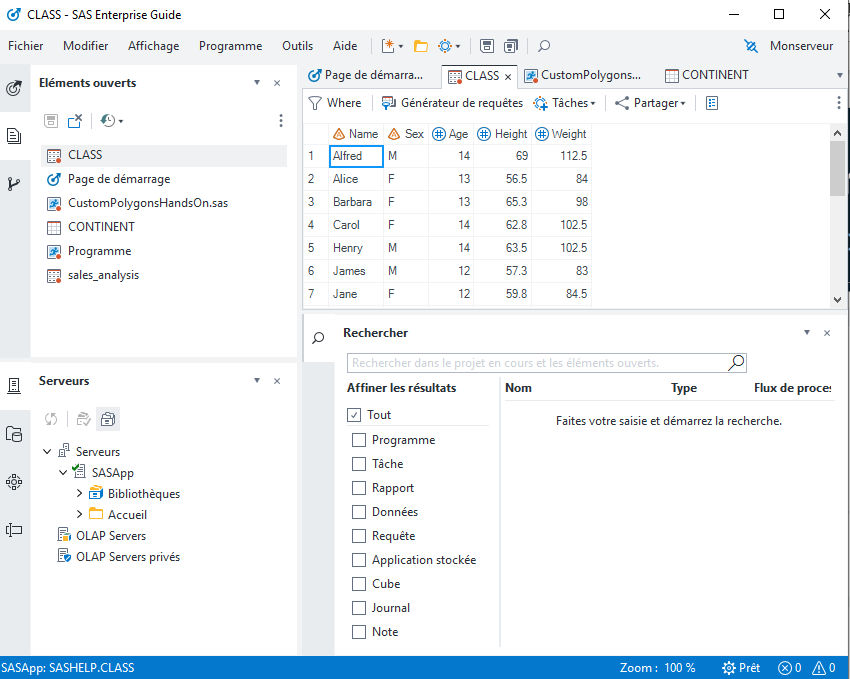 CLASS - SAS Enterprise Guide
Fichier Modifier Affichage Programme Outils Aide Monserveur
Eléments ouverts
CLASS
Page de démarrage
CustomPolygonsHandsOn.sas
CONTINENT
Programme
sales_analysis
Page de démarra... CLASS CustomPolygons... CONTINENT
Where Générateur de requêtes Tâches Partager
Name Sex Age Height Weight
1 Alfred M 14 69 112.5
2 Alice F 13 56.5 84
3 Barbara F 13 65.3 98
4 Carol F 14 62.8 102.5
5 Henry M 14 63.5 102.5
6 James M 12 57.3 83
7 Jane F 12 59.8 84.5
Serveurs
Serveurs
SASApp
Bibliothèques
Accueil
OLAP Servers
OLAP Servers privés
Rechercher
Rechercher dans le projet en cours et les éléments ouverts.
Affiner les résultats
Tout
Programme
Tâche
Rapport
Données
Requête
Application stockée
Cube
Journal
Note
Nom Type Flux de proces
Faites votre saisie et démarrez la recherche.
SASApp: SASHELP.CLASS Zoom : 100 % Prêt 0 0